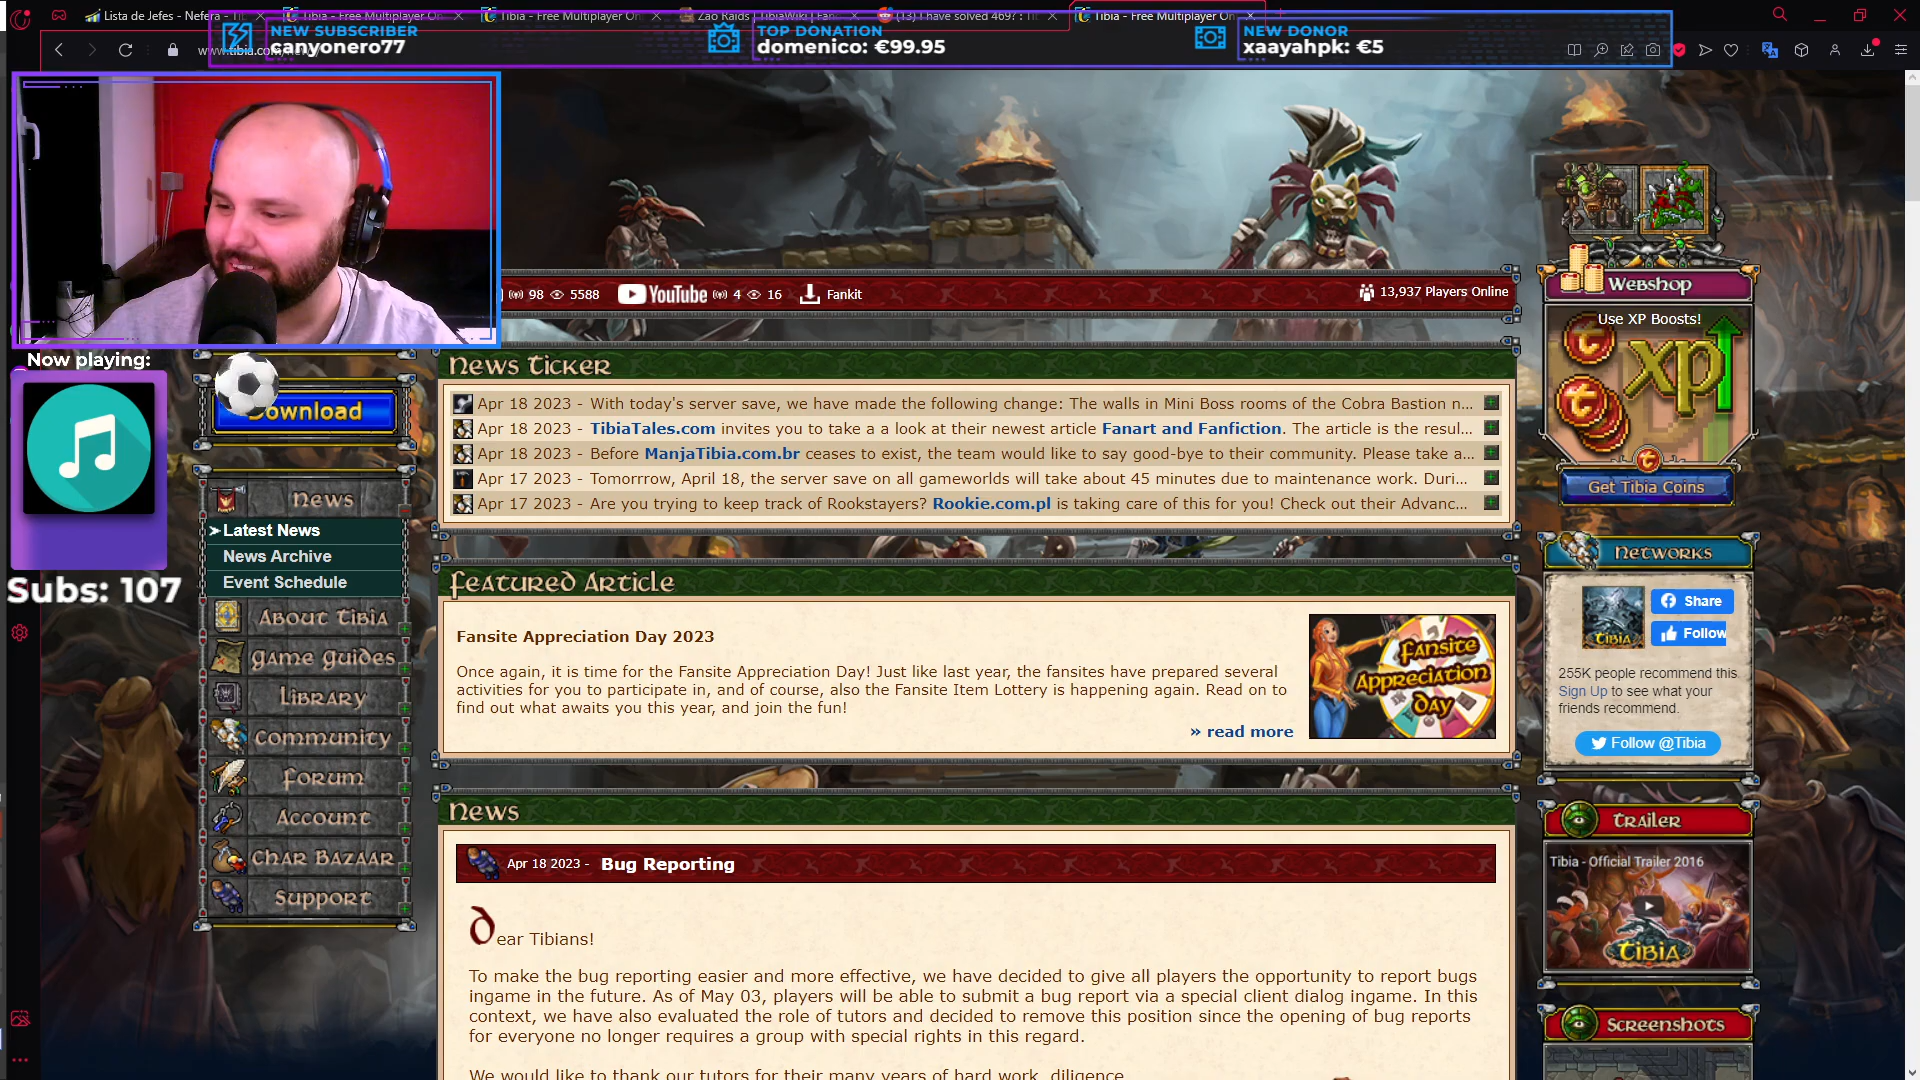 Lista de Jefes - Nefera - Ti
Tibia - Free Multiplayer On
Tibia - Free Multiplayer On
Zao Raids | TibiaWiki | Fan
(13) I have solved 469? : Ti
Tibia - Free Multiplayer On
NEW SUBSCRIBER
canyonero77
TOP DONATION
domenico: €99.95
NEW DONOR
xaayahpk: €5
98 5588
YouTube 4 16
Fankit
13,937 Players Online
Webshop
Use XP Boosts!
xp
Get Tibia Coins
Now playing:
Download
Subs: 107
News
Latest News
News Archive
Event Schedule
About Tibia
Game Guides
Library
Community
Forum
Account
Char Bazaar
Support
News Ticker
Apr 18 2023 - With today's server save, we have made the following change: The walls in Mini Boss rooms of the Cobra Bastion n...
Apr 18 2023 - TibiaTales.com invites you to take a a look at their newest article Fanart and Fanfiction. The article is the resul...
Apr 18 2023 - Before ManjaTibia.com.br ceases to exist, the team would like to say good-bye to their community. Please take a...
Apr 17 2023 - Tomorrrow, April 18, the server save on all gameworlds will take about 45 minutes due to maintenance work. Duri...
Apr 17 2023 - Are you trying to keep track of Rookstayers? Rookie.com.pl is taking care of this for you! Check out their Advanc...
Featured Article
Fansite Appreciation Day 2023
Once again, it is time for the Fansite Appreciation Day! Just like last year, the fansites have prepared several
activities for you to participate in, and of course, also the Fansite Item Lottery is happening again. Read on to
find out what awaits you this year, and join the fun!
» read more
Fansite
Appreciation
Day
News
Apr 18 2023 - Bug Reporting
Dear Tibians!
To make the bug reporting easier and more effective, we have decided to give all players the opportunity to report bugs
ingame in the future. As of May 03, players will be able to submit a bug report via a special client dialog ingame. In this
context, we have also evaluated the role of tutors and decided to remove this position since the opening of bug reports
for everyone no longer requires a group with special rights in this regard.
We would like to thank our tutors for their many years of hard work, diligence
Networks
TIBIA
Share
Follow
255K people recommend this.
Sign Up to see what your
friends recommend.
Follow @Tibia
Trailer
Tibia - Official Trailer 2016
TIBIA
Screenshots